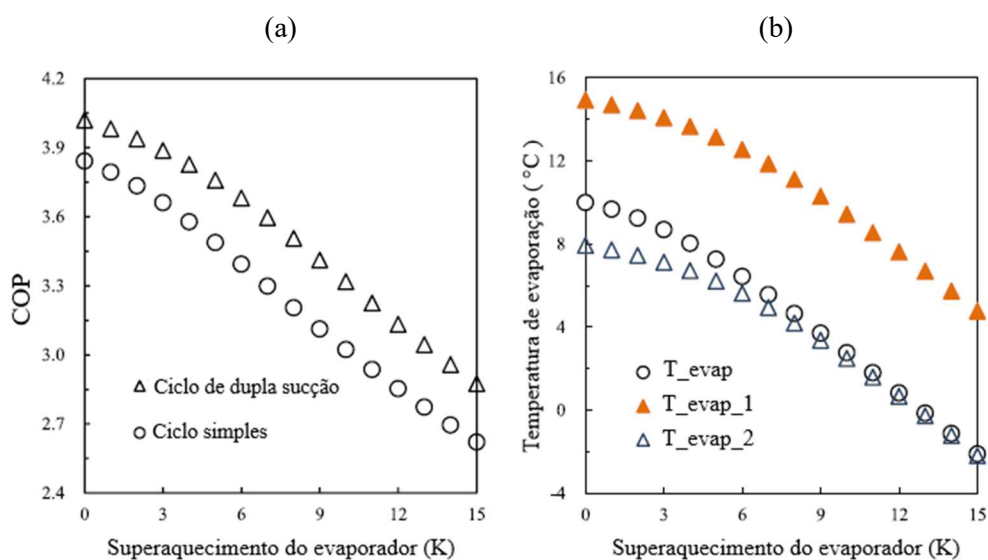 (a)
(b)
COP
4.2
3.9
3.6
3.3
3.0
2.7
2.4
Ciclo de dupla sucção
Ciclo simples
0
3
6
9
12
15
Superaquecimento do evaporador (K)
Temperatura de evaporação ( °C)
16
12
8
4
0
-4
T_evap
T_evap_1
T_evap_2
0
3
6
9
12
15
Superaquecimento do evaporador (K)